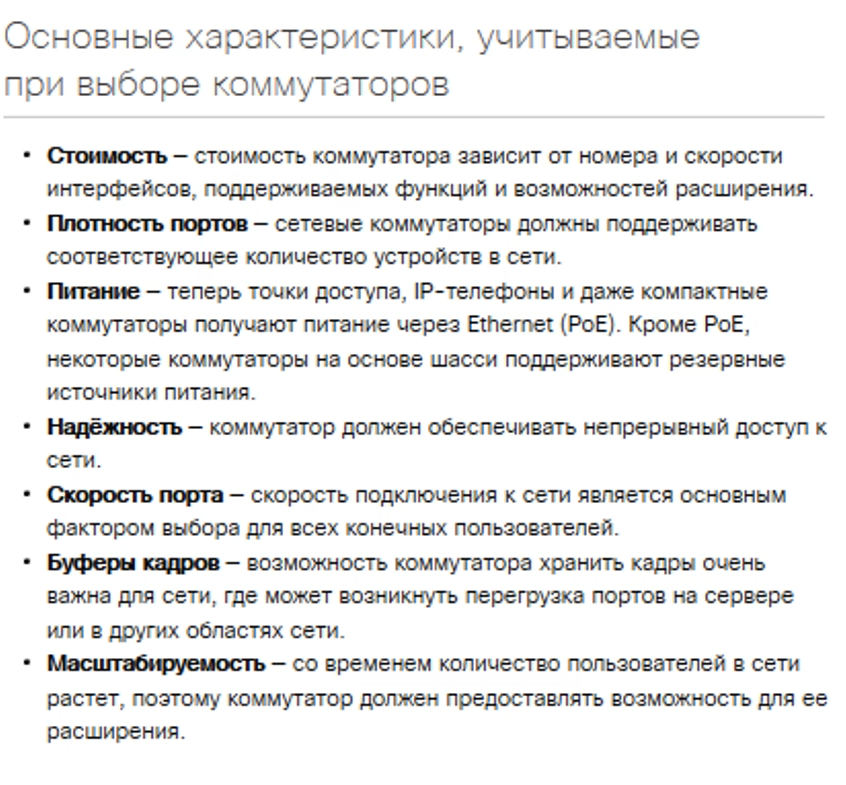 Основные характеристики, учитываемые
при выборе коммутаторов
• Стоимость – стоимость коммутатора зависит от номера и скорости
интерфейсов, поддерживаемых функций и возможностей расширения.
• Плотность портов – сетевые коммутаторы должны поддерживать
соответствующее количество устройств в сети.
• Питание – теперь точки доступа, IP-телефоны и даже компактные
коммутаторы получают питание через Ethernet (PoE). Кроме PoE,
некоторые коммутаторы на основе шасси поддерживают резервные
источники питания.
• Надёжность – коммутатор должен обеспечивать непрерывный доступ к
сети.
• Скорость порта – скорость подключения к сети является основным
фактором выбора для всех конечных пользователей.
• Буферы кадров – возможность коммутатора хранить кадры очень
важна для сети, где может возникнуть перегрузка портов на сервере
или в других областях сети.
• Масштабируемость – со временем количество пользователей в сети
растет, поэтому коммутатор должен предоставлять возможность для ее
расширения.